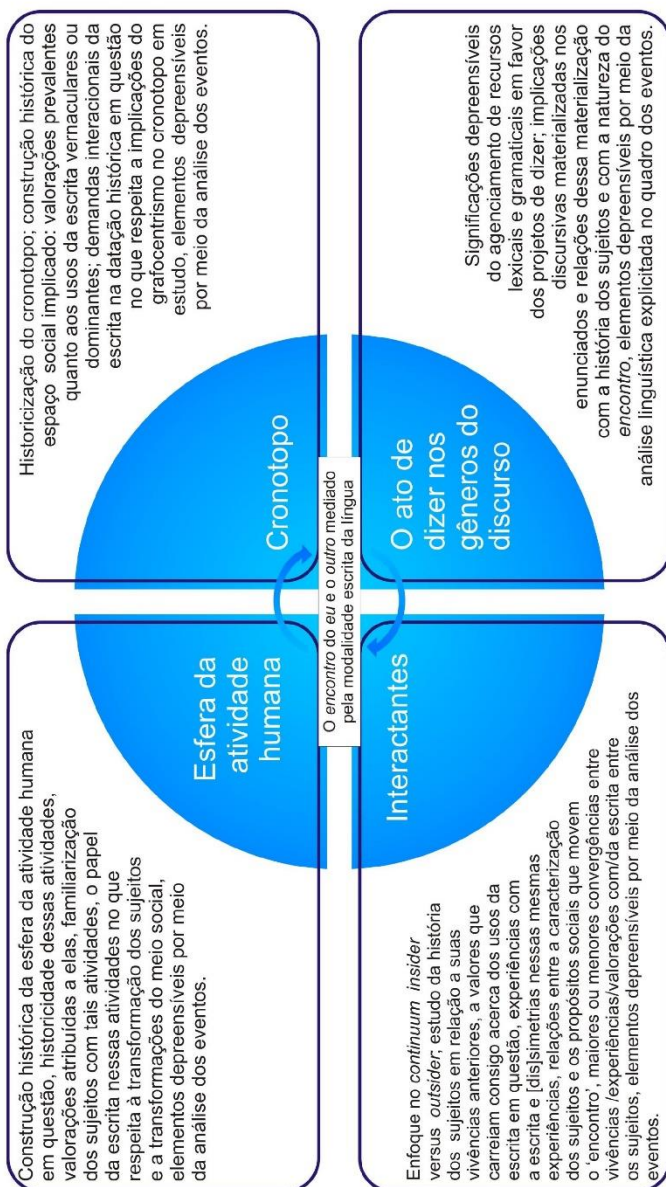 Construção histórica da esfera da atividade humana
em questão, historicidade dessas atividades,
valorações atribuídas a elas, familiarização
dos sujeitos com tais atividades, o papel
da escrita nessas atividades no que
respeita à transformação dos sujeitos
e a transformações do meio social,
elementos depreensíveis por meio
da análise dos eventos.
Esfera da
atividade
humana
Historicização do cronotopo; construção histórica do
espaço social implicado: valorações prevalentes
quanto aos usos da escrita vernaculares ou
dominantes; demandas interacionais da
escrita na datação histórica em questão
no que respeita a implicações do
grafocentrismo no cronotopo em
estudo, elementos depreensíveis
por meio da análise dos eventos.
Cronotopo
O encontro do eu e o outro mediado
pela modalidade escrita da língua
Interactantes
Enfoque no continuum insider
versus outsider; estudo da história
dos sujeitos em relação a suas
vivências anteriores, a valores que
carreiam consigo acerca dos usos da
escrita em questão, experiências com
a escrita e [dis]simetrias nessas mesmas
experiências, relações entre a caracterização
dos sujeitos e os propósitos sociais que movem
o 'encontro', maiores ou menores convergências entre
vivências /experiências/valorações com/da escrita entre
os sujeitos, elementos depreensíveis por meio da análise dos
eventos.
O ato de
dizer nos
gêneros do
discurso
Significações depreensíveis
do agenciamento de recursos
lexicais e gramaticais em favor
dos projetos de dizer; implicações
discursivas materializadas nos
enunciados e relações dessa materialização
com a história dos sujeitos e com a natureza do
encontro, elementos depreensíveis por meio da
análise linguística explicitada no quadro dos eventos.